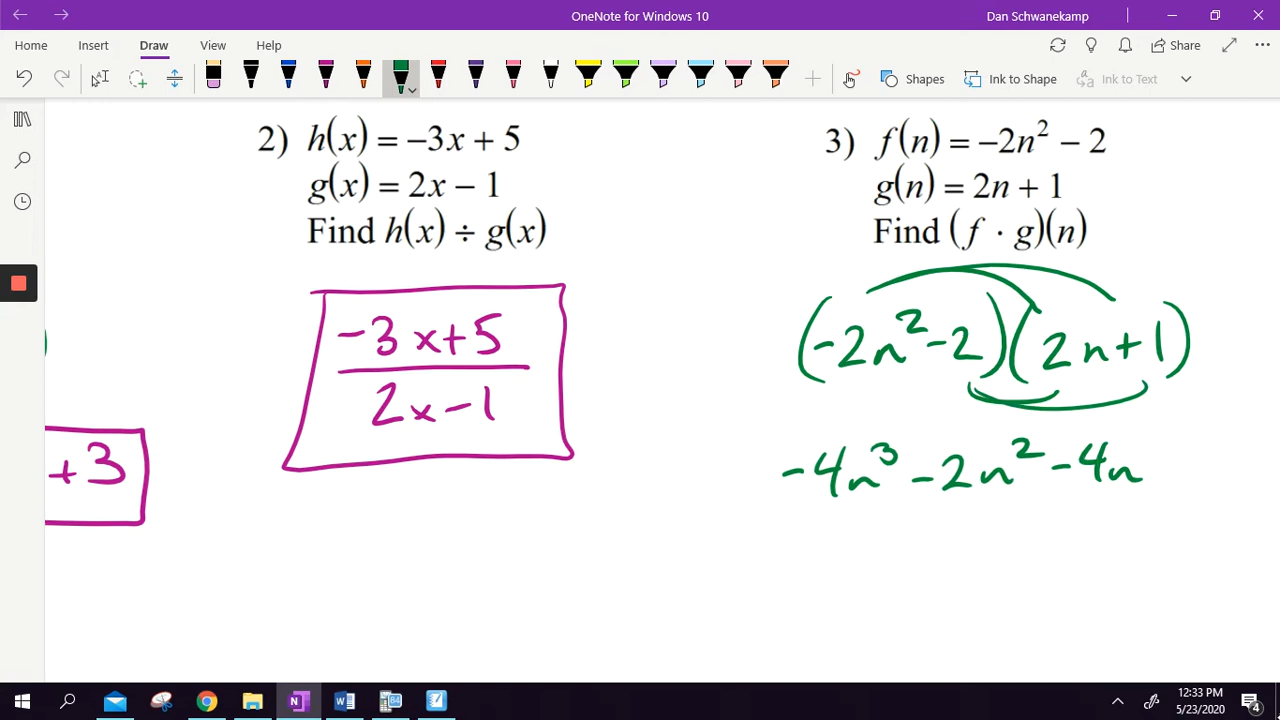 OneNote for Windows 10
Dan Schwanekamp
Home Insert Draw View Help
Share
Shapes
Ink to Shape
Ink to Text
2) h(x) = −3x + 5
g(x) = 2x − 1
Find h(x) ÷ g(x)
-3x+5
2x-1
+3
3) f(n) = −2n² − 2
g(n) = 2n + 1
Find (f · g)(n)
(-2n²-2)(2n+1)
-4n³ -2n² -4n
12:33 PM
5/23/2020
4